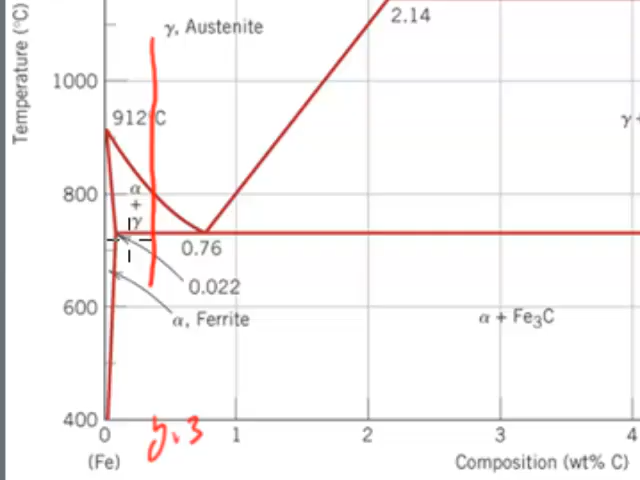 Temperature (°C)
γ, Austenite
2.14
1000
912°C
γ +
800
α
+
γ
0.76
0.022
600
α, Ferrite
α + Fe₃C
400
.3
0
1
2
3
4
(Fe)
Composition (wt% C)